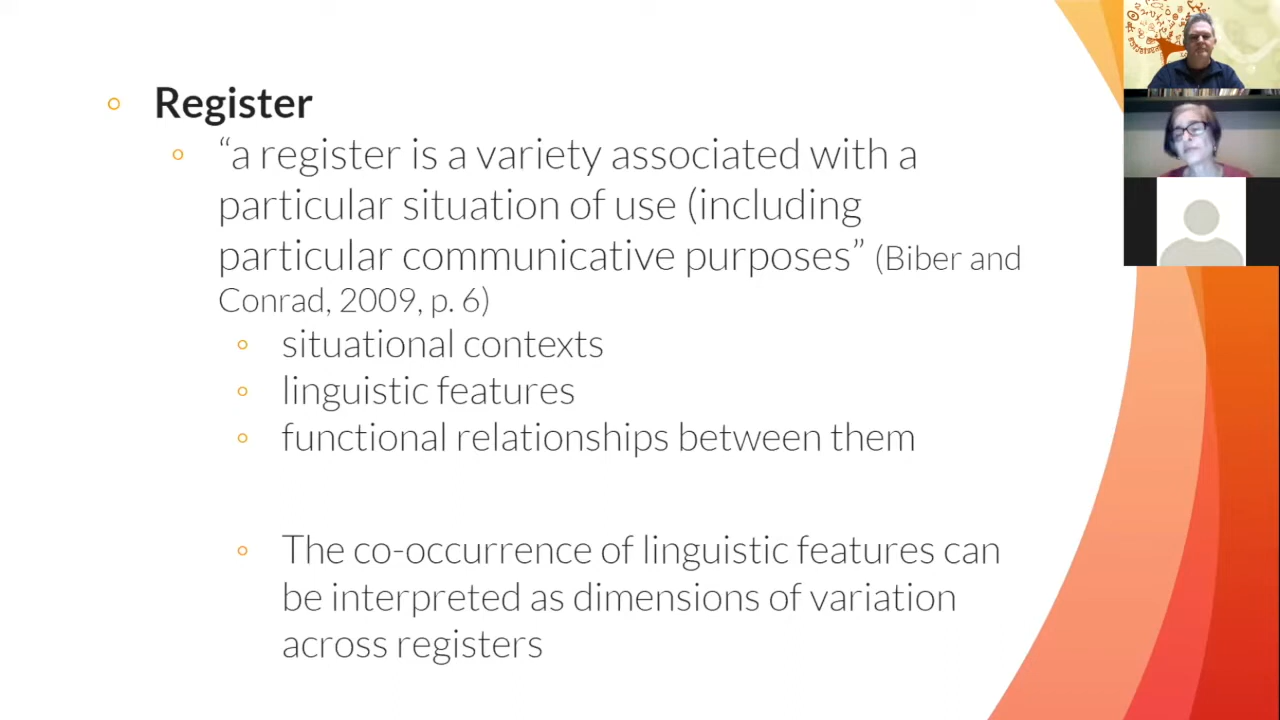 Register
“a register is a variety associated with a
particular situation of use (including
particular communicative purposes” (Biber and
Conrad, 2009, p. 6)
situational contexts
linguistic features
functional relationships between them
The co-occurrence of linguistic features can
be interpreted as dimensions of variation
across registers